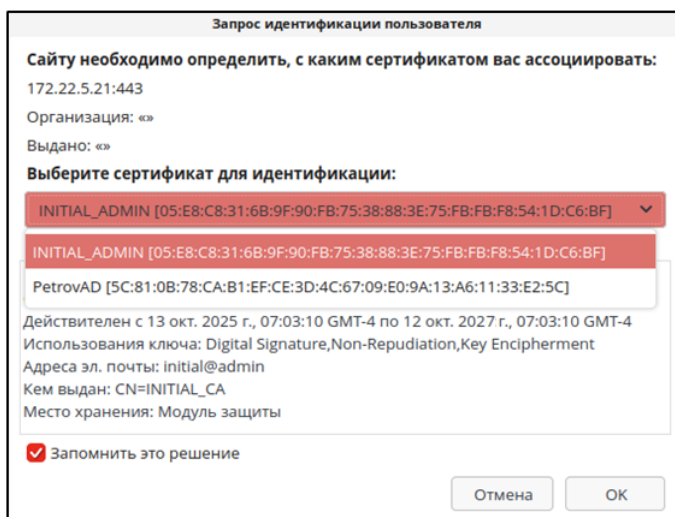 Запрос идентификации пользователя
Сайту необходимо определить, с каким сертификатом вас ассоциировать:
172.22.5.21:443
Организация: «»
Выдано: «»
Выберите сертификат для идентификации:
INITIAL_ADMIN [05:E8:C8:31:6B:9F:90:FB:75:38:88:3E:75:FB:FB:F8:54:1D:C6:BF]
INITIAL_ADMIN [05:E8:C8:31:6B:9F:90:FB:75:38:88:3E:75:FB:FB:F8:54:1D:C6:BF]
PetrovAD [5C:81:0B:78:CA:B1:EF:CE:3D:4C:67:09:E0:9A:13:A6:11:33:E2:5C]
Действителен с 13 окт. 2025 г., 07:03:10 GMT-4 по 12 окт. 2027 г., 07:03:10 GMT-4
Использования ключа: Digital Signature,Non-Repudiation,Key Encipherment
Адреса эл. почты: initial@admin
Кем выдан: CN=INITIAL_CA
Место хранения: Модуль защиты
Запомнить это решение
Отмена
OK